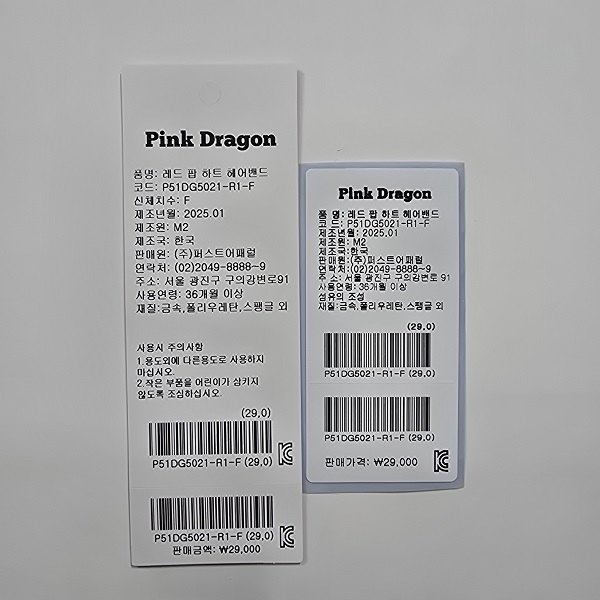 Pink Dragon
품명: 레드 팝 하트 헤어밴드
코드: P51DG5021-R1-F
신체치수: F
제조년월: 2025.01
제조원: M2
제조국: 한국
판매원: (주)퍼스트어패럴
연락처: (02)2049-8888~9
주소: 서울 광진구 구의강변로91
사용연령: 36개월 이상
재질:금속,폴리우레탄,스팽글 외
사용시 주의사항
1.용도외에 다른용도로 사용하지
마십시오.
2.작은 부품을 어린이가 삼키지
않도록 조심하십시오.
(29.0)
P51DG5021-R1-F (29.0)
P51DG5021-R1-F (29.0)
판매금액: ₩29,000
Pink Dragon
품 명: 레드 팝 하트 헤어밴드
코 드: P51DG5021-R1-F
제조년월: 2025.01
제조원: M2
제조국:한국
판매원:(주)퍼스트어패럴
연락처: (02)2049-8888~9
주 소: 서울 광진구 구의강변로 91
사용연령: 36개월 이상
섬유의 조성
재질:금속,폴리우레탄,스팽글 외
(29.0)
P51DG5021-R1-F (29.0)
P51DG5021-R1-F (29.0)
판매가격: ₩29,000